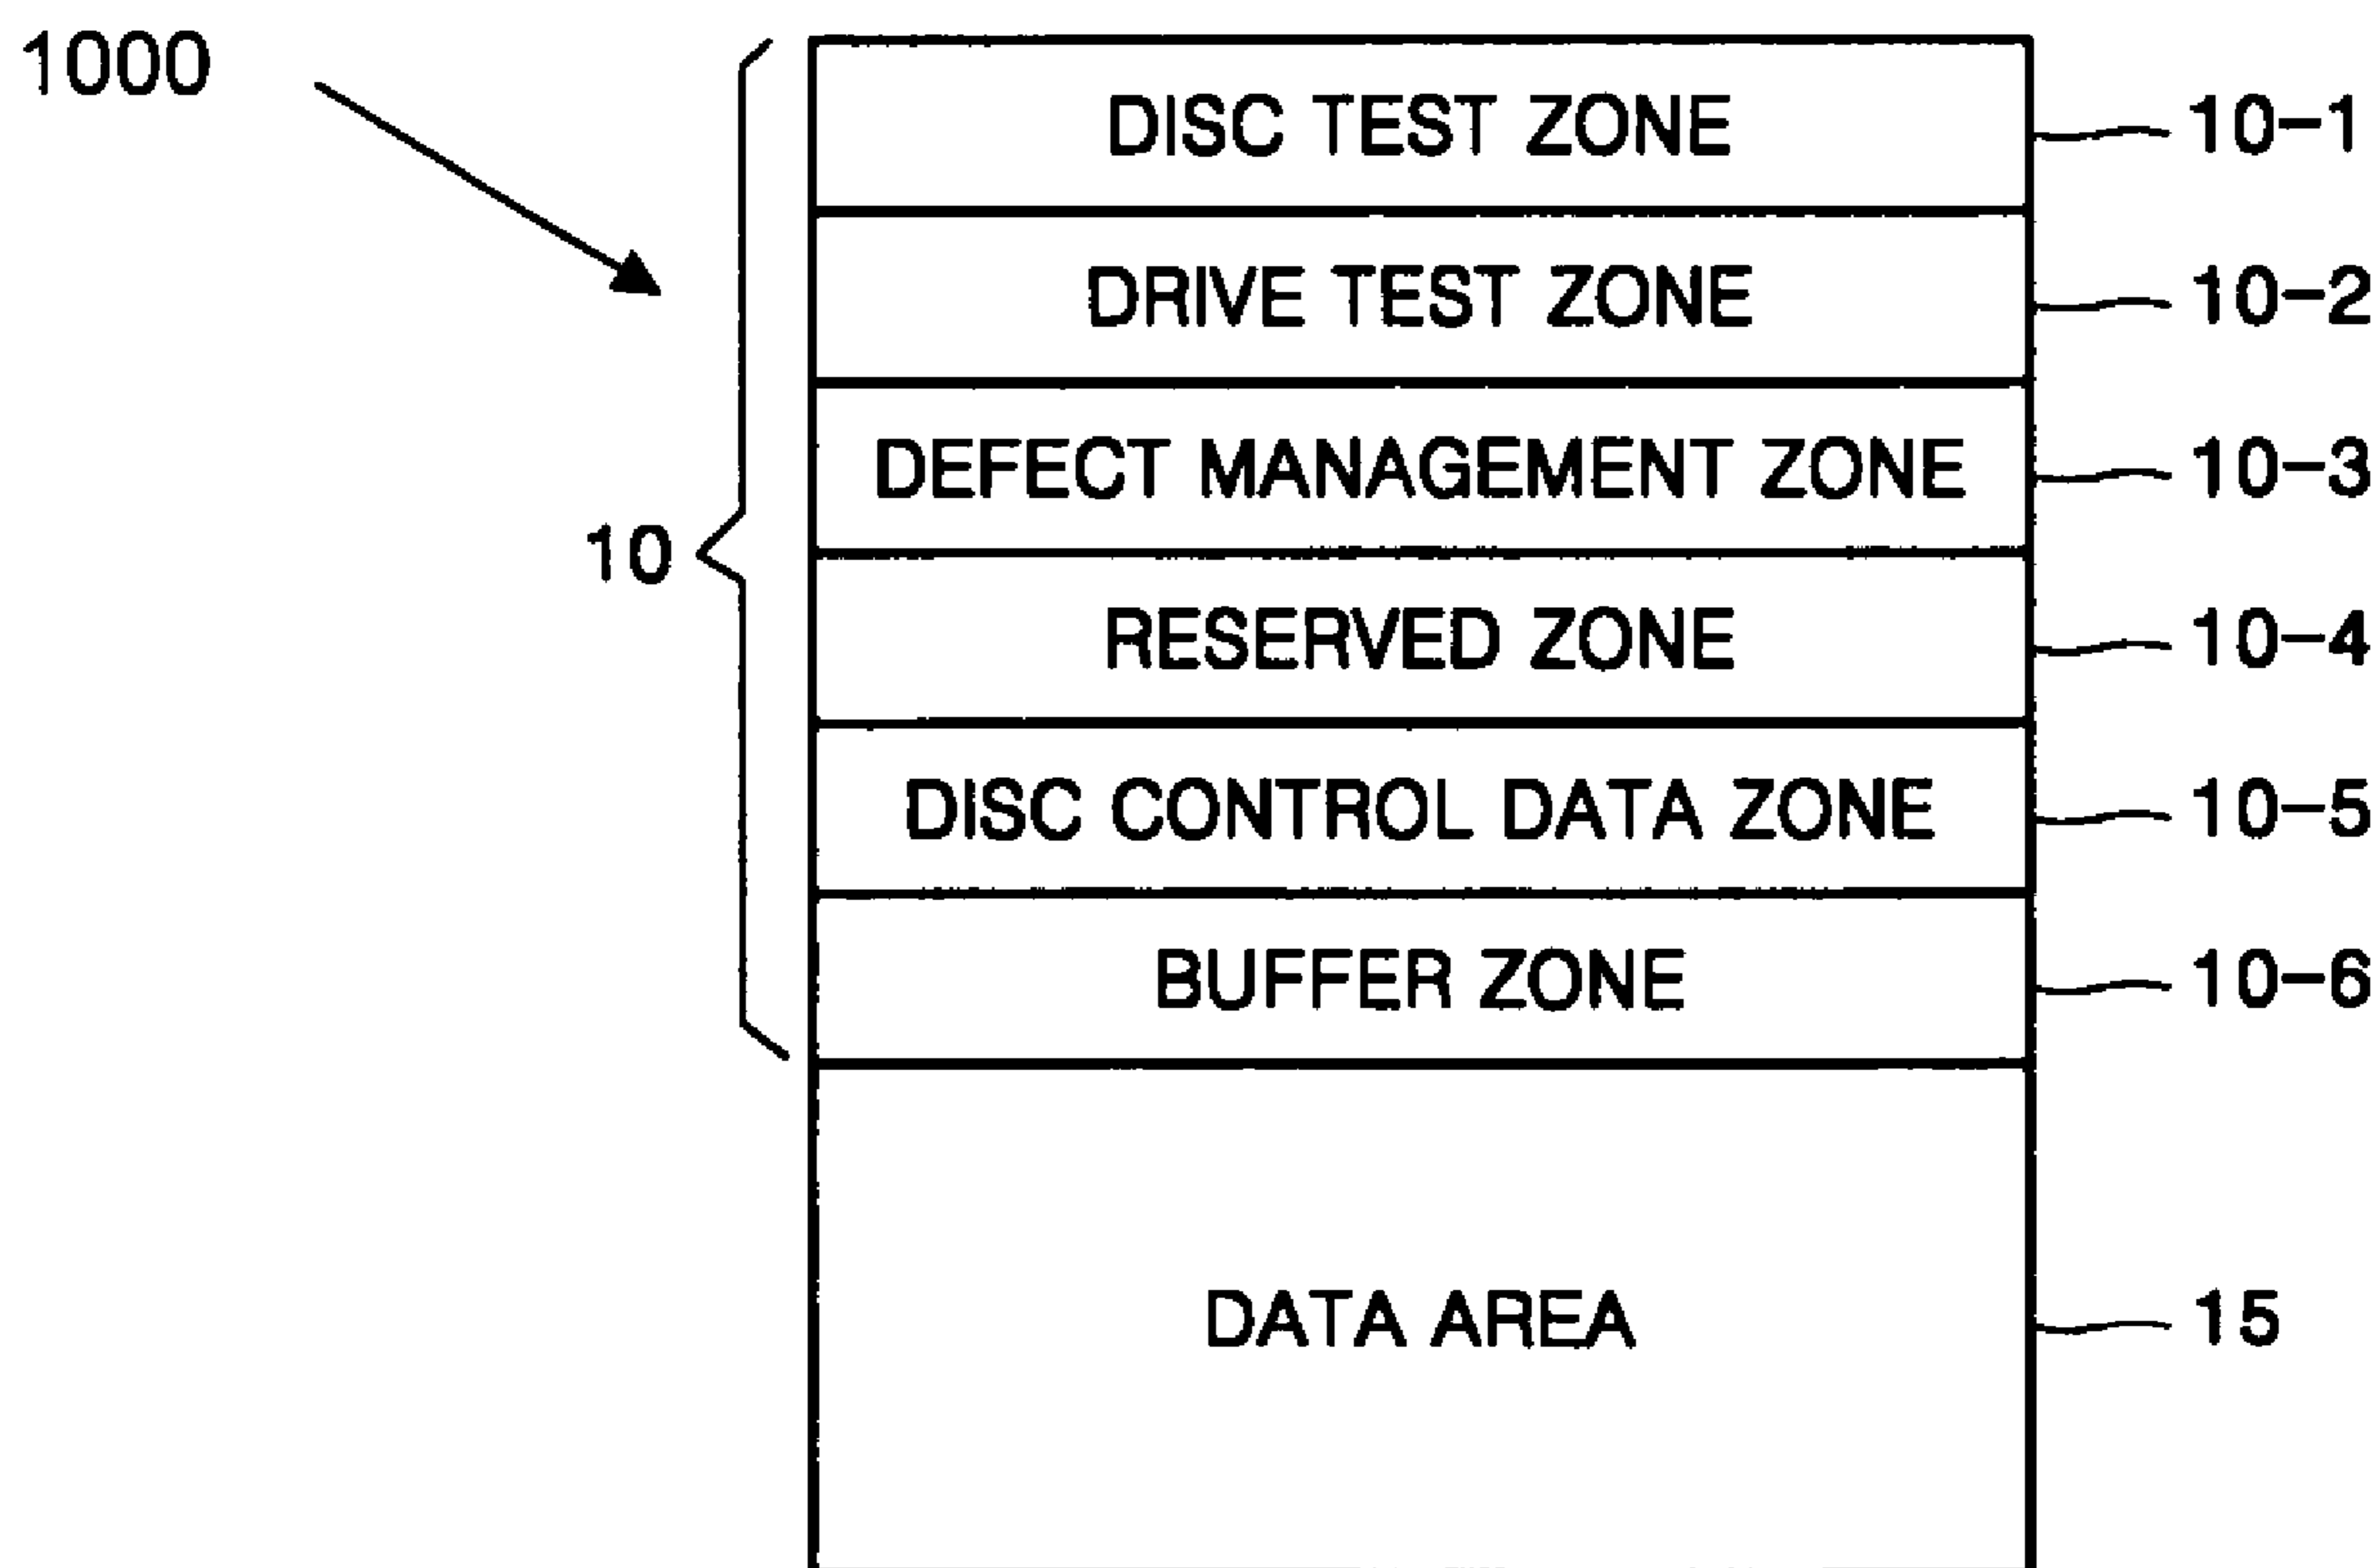 1000
DISC TEST ZONE 10-1
DRIVE TEST ZONE 10-2
DEFECT MANAGEMENT ZONE 10-3
10
RESERVED ZONE 10-4
DISC CONTROL DATA ZONE 10-5
BUFFER ZONE 10-6
DATA AREA 15